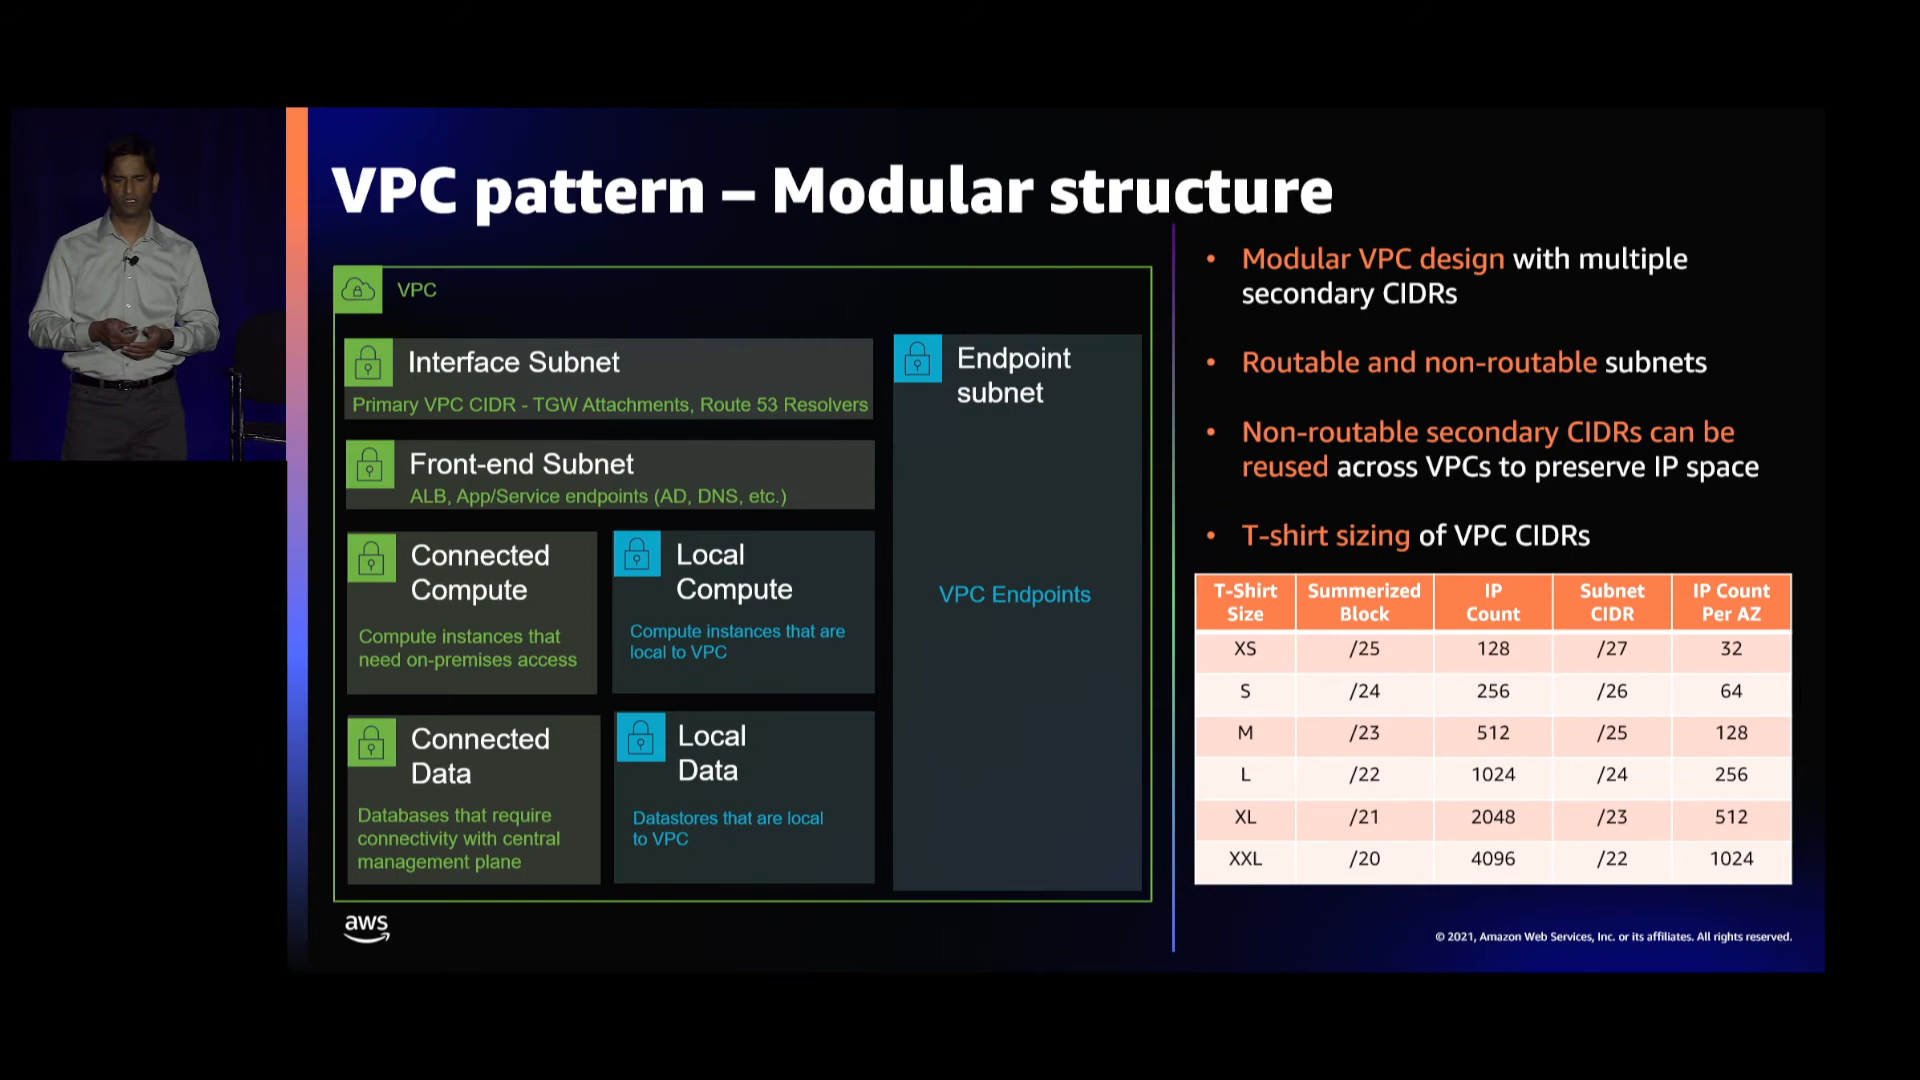 VPC pattern – Modular structure
VPC
Interface Subnet
Primary VPC CIDR - TGW Attachments, Route 53 Resolvers
Front-end Subnet
ALB, App/Service endpoints (AD, DNS, etc.)
Connected
Compute
Compute instances that
need on-premises access
Local
Compute
Compute instances that are
local to VPC
Connected
Data
Databases that require
connectivity with central
management plane
Local
Data
Datastores that are local
to VPC
Endpoint
subnet
VPC Endpoints
• Modular VPC design with multiple
secondary CIDRs
• Routable and non-routable subnets
• Non-routable secondary CIDRs can be
reused across VPCs to preserve IP space
• T-shirt sizing of VPC CIDRs
T-Shirt Size Summerized Block IP Count Subnet CIDR IP Count Per AZ
XS /25 128 /27 32
S /24 256 /26 64
M /23 512 /25 128
L /22 1024 /24 256
XL /21 2048 /23 512
XXL /20 4096 /22 1024
aws
© 2021, Amazon Web Services, Inc. or its affiliates. All rights reserved.